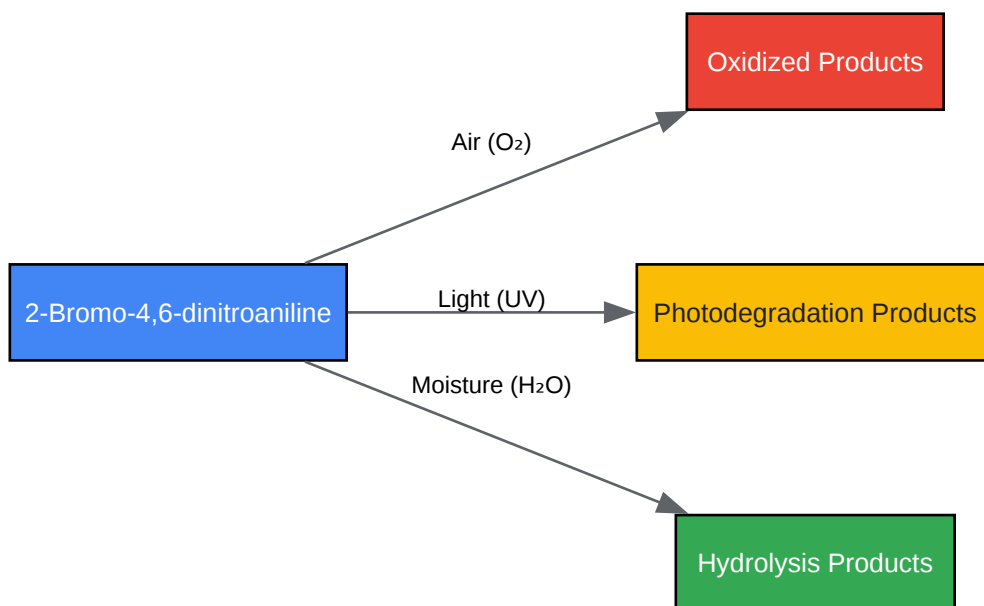 Oxidized Products
Air (O₂)
2-Bromo-4,6-dinitroaniline
Light (UV)
Photodegradation Products
Moisture (H₂O)
Hydrolysis Products